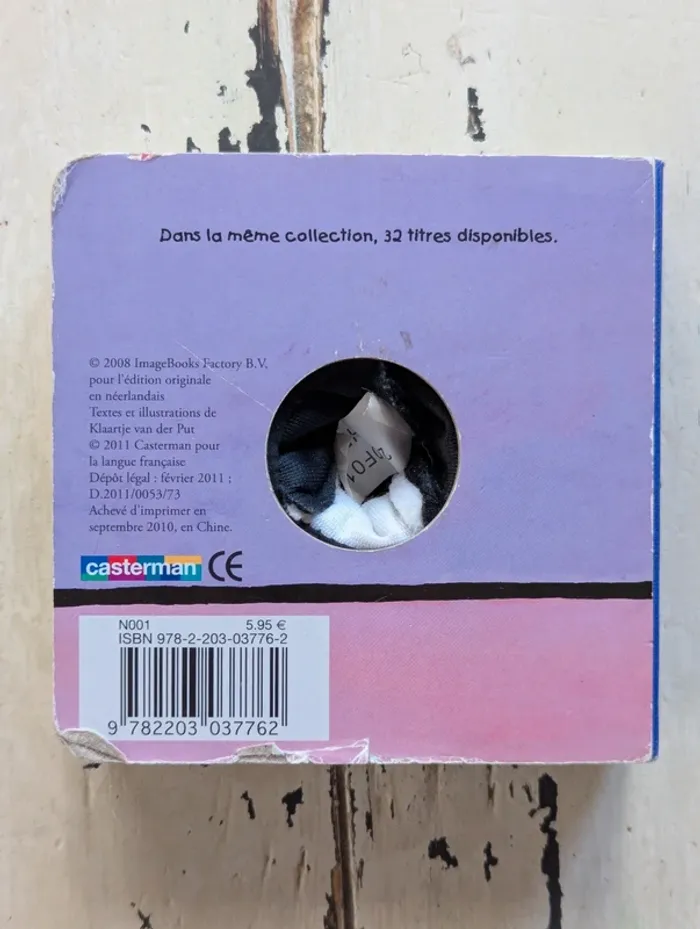 Dans la même collection, 32 titres disponibles.
© 2008 ImageBooks Factory B.V.
pour l'édition originale
en néerlandais
Textes et illustrations de
Klaartje van der Put
© 2011 Casterman pour
la langue française
Dépôt légal : février 2011 ;
D.2011/0053/73
Achevé d'imprimer en
septembre 2010, en Chine.
casterman CE
N001 5.95 €
ISBN 978-2-203-03776-2
9 782203 037762